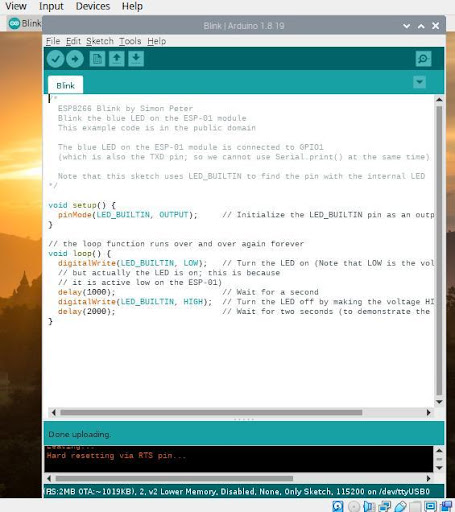 View Input Devices Help
Blink
Blink | Arduino 1.8.19
File Edit Sketch Tools Help
Blink
/*
ESP8266 Blink by Simon Peter
Blink the blue LED on the ESP-01 module
This example code is in the public domain
The blue LED on the ESP-01 module is connected to GPIO1
(which is also the TXD pin; so we cannot use Serial.print() at the same time)
Note that this sketch uses LED_BUILTIN to find the pin with the internal LED
*/
void setup() {
pinMode(LED_BUILTIN, OUTPUT); // Initialize the LED_BUILTIN pin as an outp
}
// the loop function runs over and over again forever
void loop() {
digitalWrite(LED_BUILTIN, LOW); // Turn the LED on (Note that LOW is the vol
// but actually the LED is on; this is because
// it is active low on the ESP-01)
delay(1000); // Wait for a second
digitalWrite(LED_BUILTIN, HIGH); // Turn the LED off by making the voltage HI
delay(2000); // Wait for two seconds (to demonstrate the
}
Done uploading.
Leaving...
Hard resetting via RTS pin...
FS:2MB OTA:~1019KB), 2, v2 Lower Memory, Disabled, None, Only Sketch, 115200 on /dev/ttyUSB0